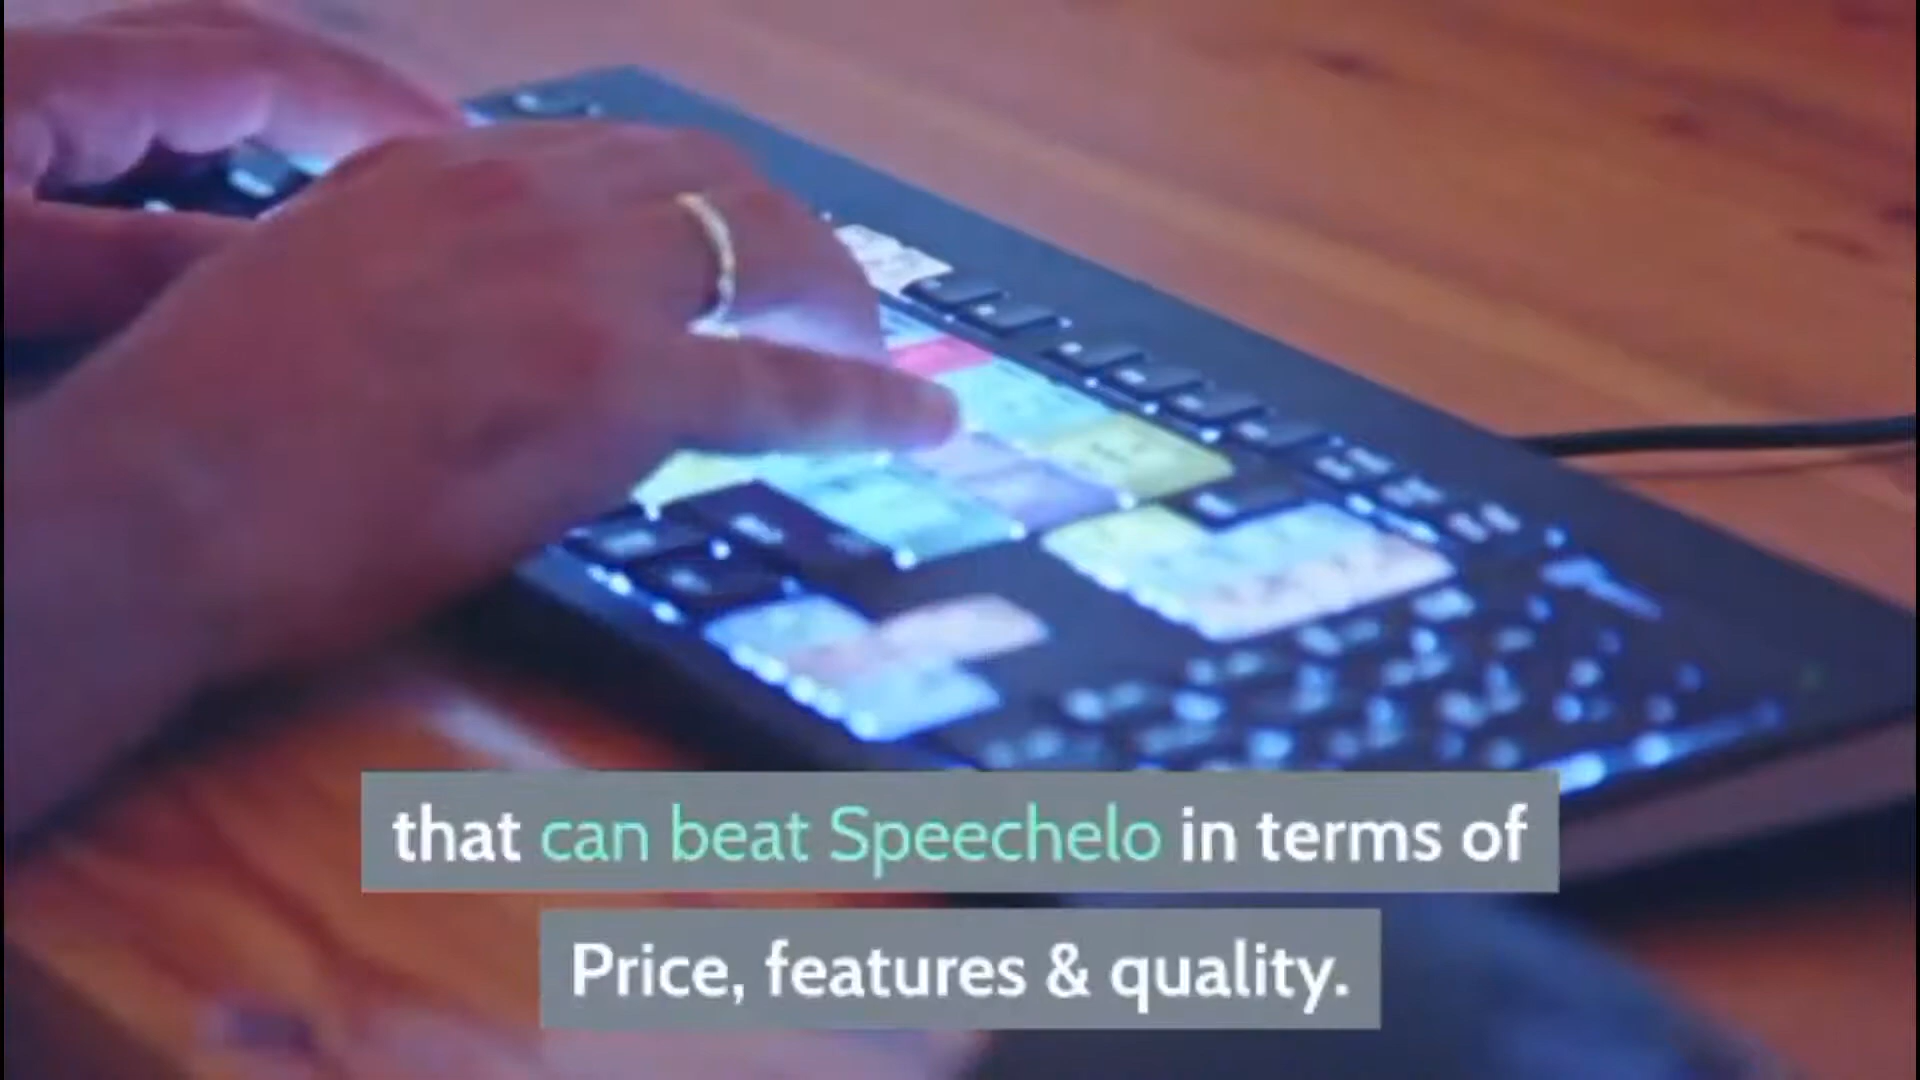 that can beat Speechelo in terms of
Price, features & quality.